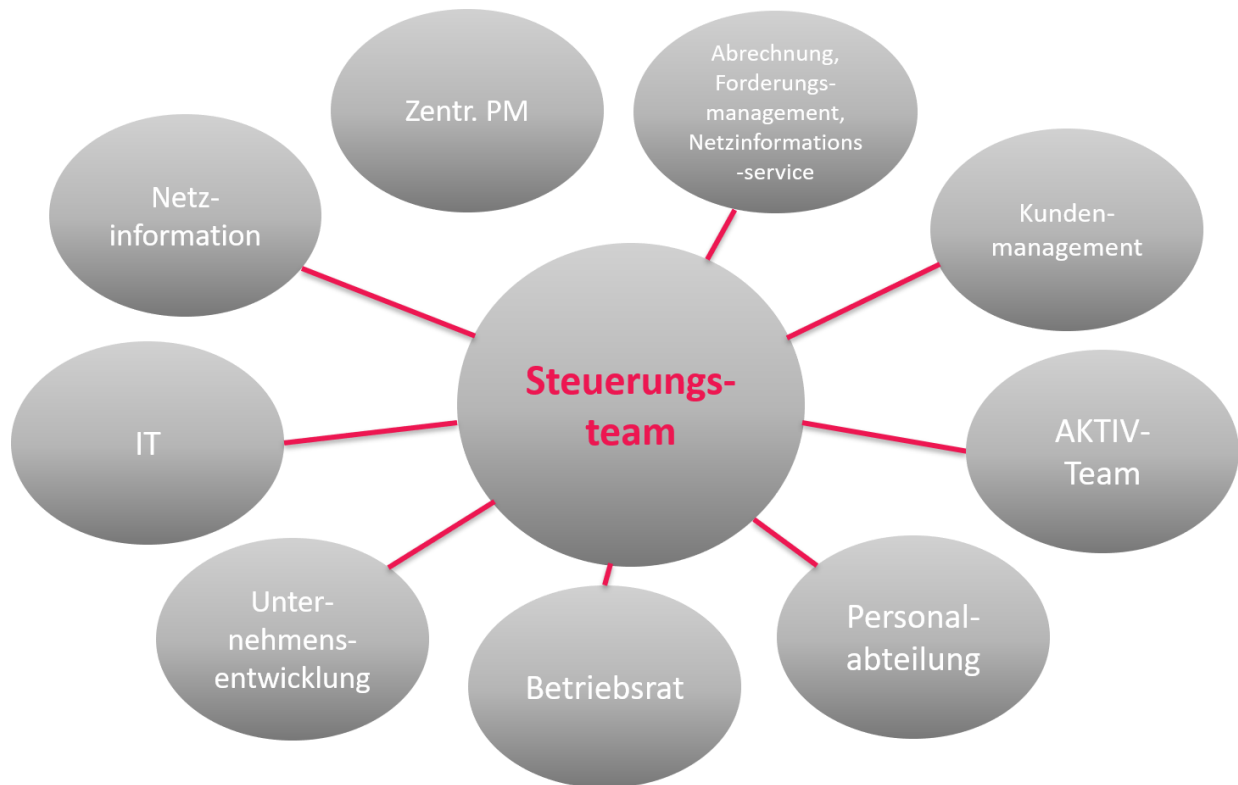 Zentr. PM
Abrechnung,
Forderungs-
management,
Netzinformations
-service
Netz-
information
Kunden-
management
Steuerungs-
team
IT
AKTIV-
Team
Unter-
nehmens-
entwicklung
Betriebsrat
Personal-
abteilung